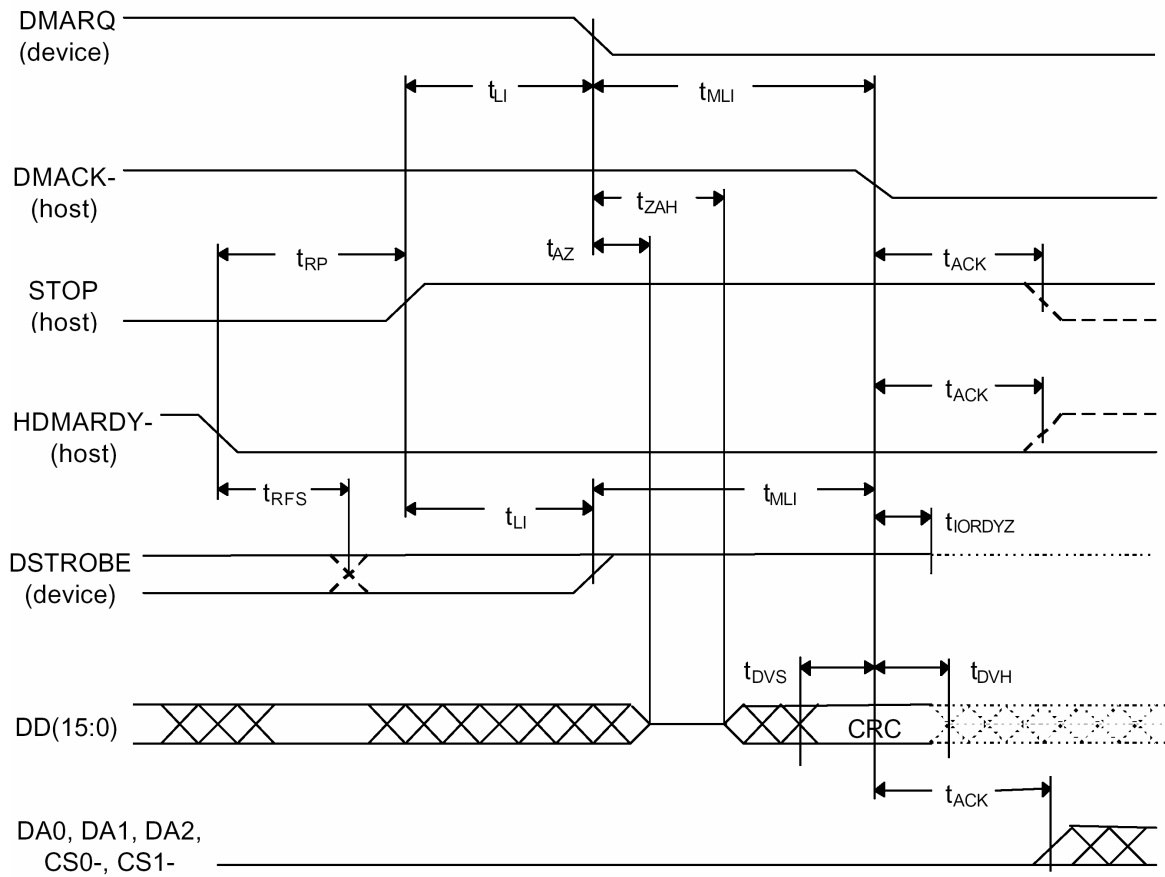 DMARQ
(device)
tLI
tMLI
DMACK-
(host)
tZAH
tAZ
tRP
tACK
STOP
(host)
tACK
HDMARDY-
(host)
tRFS
tLI
tMLI
tIORDYZ
DSTROBE
(device)
tDVS
tDVH
DD(15:0)
CRC
tACK
DA0, DA1, DA2,
CS0-, CS1-